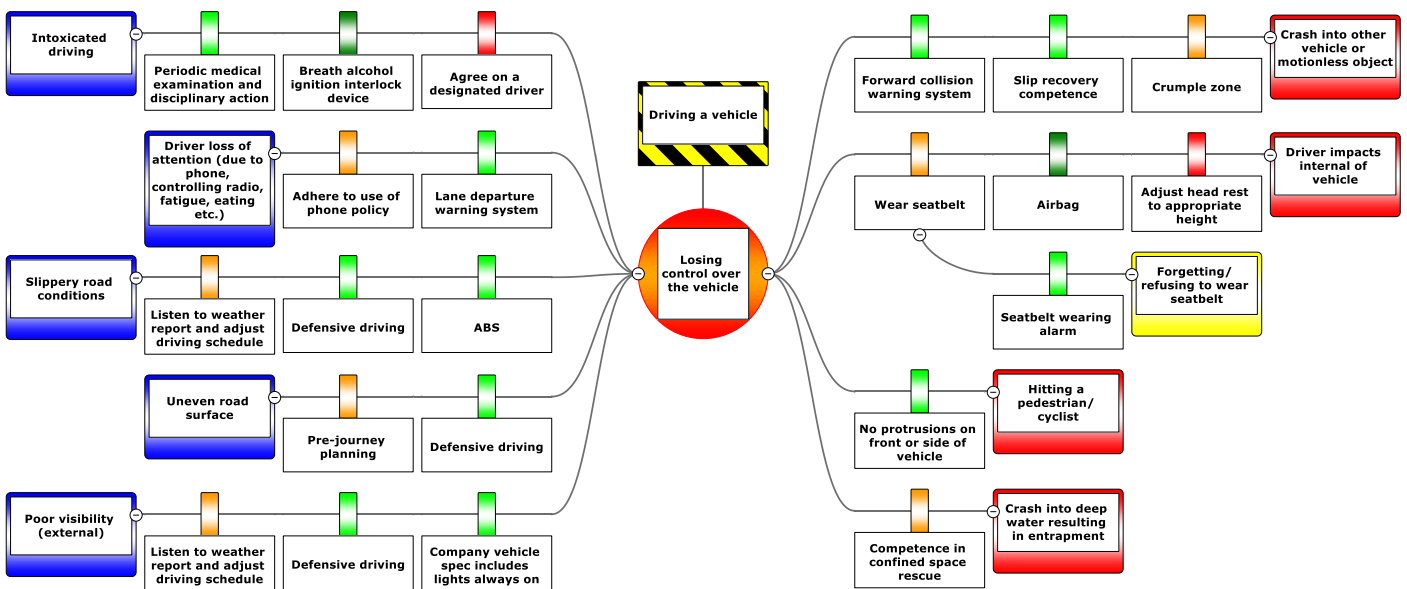 Intoxicated
driving
Periodic medical
examination and
disciplinary action
Breath alcohol
ignition interlock
device
Agree on a
designated driver
Driver loss of
attention (due to
phone,
controlling radio,
fatigue, eating
etc.)
Adhere to use of
phone policy
Lane departure
warning system
Slippery road
conditions
Listen to weather
report and adjust
driving schedule
Defensive driving
ABS
Uneven road
surface
Pre-journey
planning
Defensive driving
Poor visibility
(external)
Listen to weather
report and adjust
driving schedule
Defensive driving
Company vehicle
spec includes
lights always on
Driving a vehicle
Losing
control over
the vehicle
Forward collision
warning system
Slip recovery
competence
Crumple zone
Crash into other
vehicle or
motionless object
Wear seatbelt
Airbag
Adjust head rest
to appropriate
height
Driver impacts
internal of
vehicle
Seatbelt wearing
alarm
Forgetting/
refusing to wear
seatbelt
No protrusions on
front or side of
vehicle
Hitting a
pedestrian/
cyclist
Competence in
confined space
rescue
Crash into deep
water resulting
in entrapment